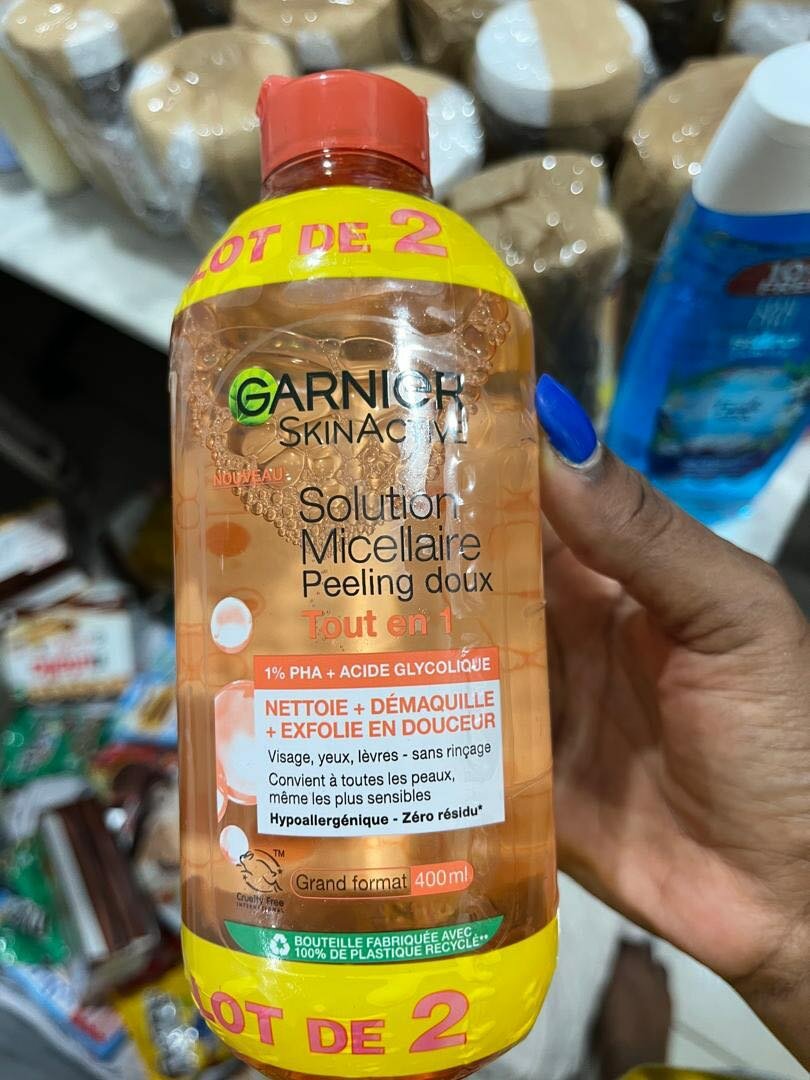 LOT DE 2
GARNIER
SKINACTIVE
NOUVEAU
Solution
Micellaire
Peeling doux
Tout en 1
1% PHA + ACIDE GLYCOLIQUE
NETTOIE + DÉMAQUILLE
+ EXFOLIE EN DOUCEUR
Visage, yeux, lèvres - sans rinçage
Convient à toutes les peaux,
même les plus sensibles
Hypoallergénique - Zéro résidu*
TM
Cruelty Free
INTERNATIONAL
Grand format 400ml
BOUTEILLE FABRIQUÉE AVEC
100% DE PLASTIQUE RECYCLÉ**
LOT DE 2